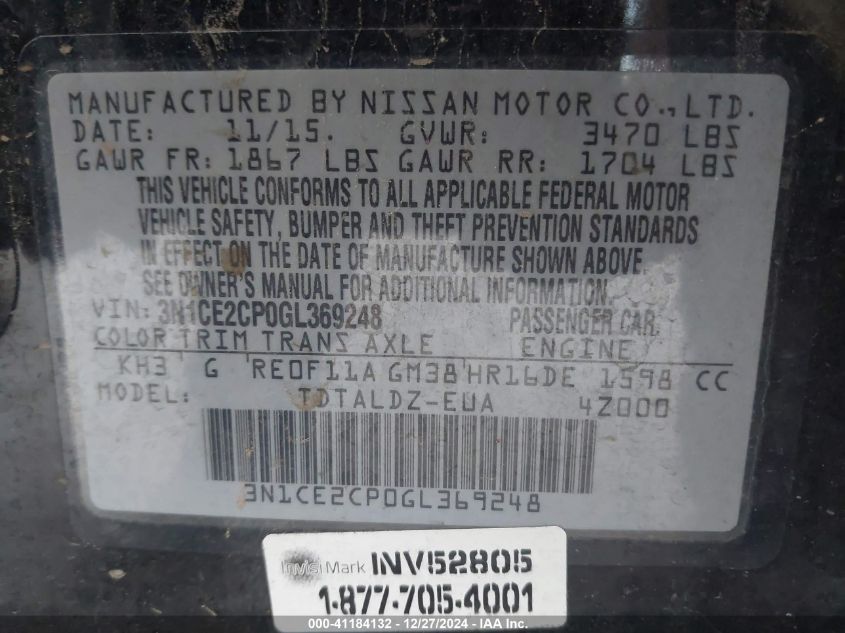 MANUFACTURED BY NISSAN MOTOR CO., LTD.
DATE: 11/15. GVWR: 3470 LBS
GAWR FR: 1867 LBS GAWR RR: 1704 LBS
THIS VEHICLE CONFORMS TO ALL APPLICABLE FEDERAL MOTOR
VEHICLE SAFETY, BUMPER AND THEFT PREVENTION STANDARDS
IN EFFECT ON THE DATE OF MANUFACTURE SHOWN ABOVE.
SEE OWNER'S MANUAL FOR ADDITIONAL INFORMATION.
VIN: 3N1CE2CP0GL369248 PASSENGER CAR.
COLOR TRIM TRANS AXLE ENGINE
KH3 G RE0F11A GM38 HR16DE 1598 CC
MODEL: TDTALDZ-EUA 4Z000
3N1CE2CP0GL369248
InvisiMark INV52805
1-877-705-4001
000-41184132 - 12/27/2024 - IAA Inc.